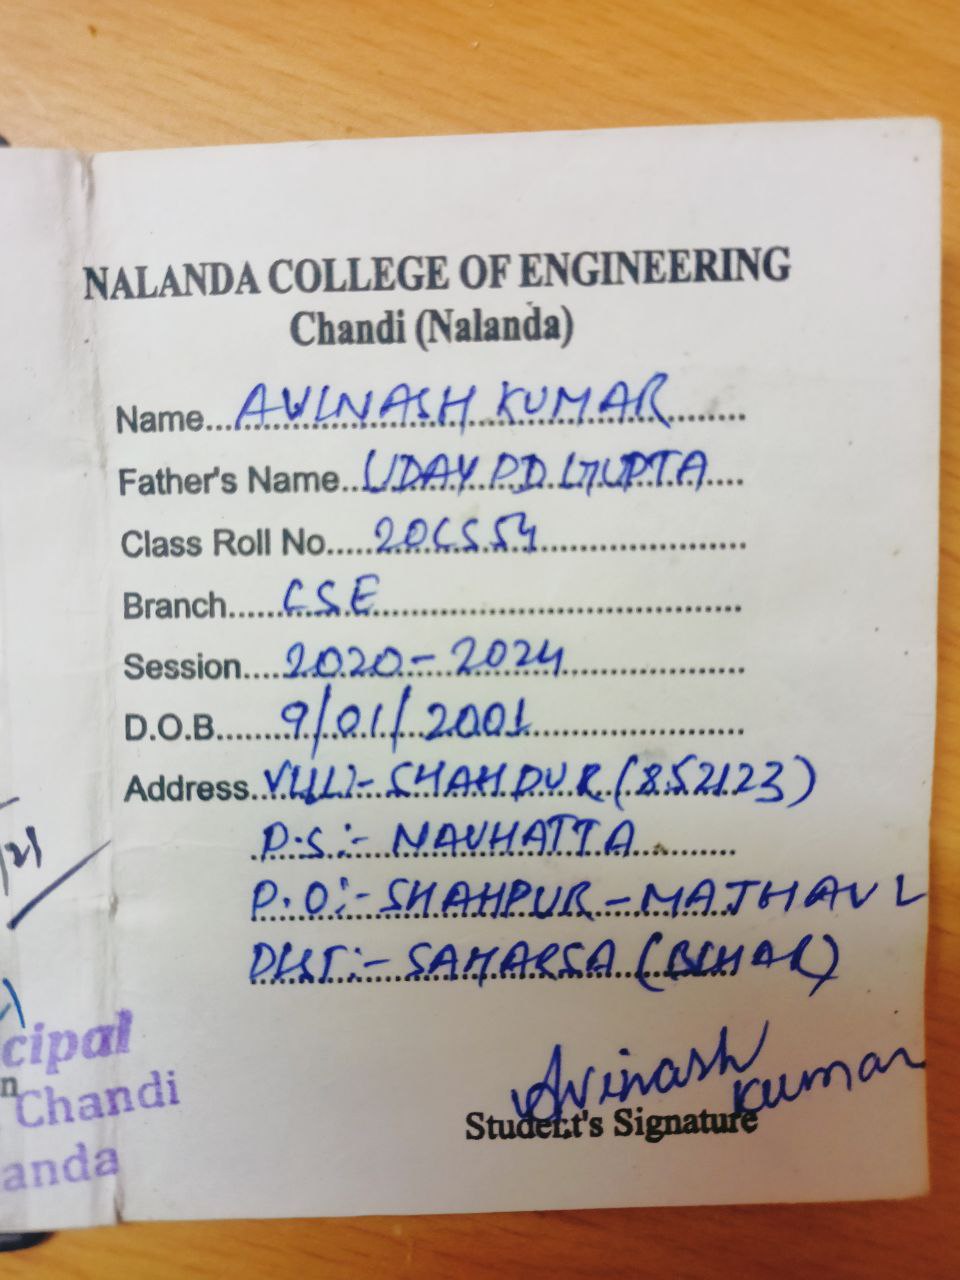 NALANDA COLLEGE OF ENGINEERING
Chandi (Nalanda)
Name...AVINASH KUMAR
Father's Name..UDAY PD GUPTA
Class Roll No.....20CS54
Branch......CSE
Session....2020-2024
D.O.B.......9/01/2001
Address..VILL:- SHAHPUR (852123)
P.S:- NAUHATTA
P.O:- SHAHPUR-MAJHAUL
DIST:- SAHARSA (BIHAR)
Avinash Kumar
Student's Signature
/21
cipal
n
Chandi
anda